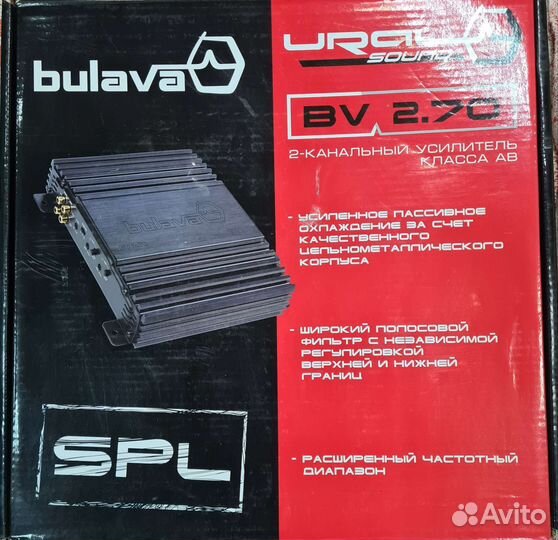 bulava
URAL
SOUND
BV 2.70
2-КАНАЛЬНЫЙ УСИЛИТЕЛЬ
КЛАССА АВ
bulava
- УСИЛЕННОЕ ПАССИВНОЕ
ОХЛАЖДЕНИЕ ЗА СЧЕТ
КАЧЕСТВЕННОГО
ЦЕЛЬНОМЕТАЛЛИЧЕСКОГО
КОРПУСА
- ШИРОКИЙ ПОЛОСОВОЙ
ФИЛЬТР С НЕЗАВИСИМОЙ
РЕГУЛИРОВКОЙ
ВЕРХНЕЙ И НИЖНЕЙ
ГРАНИЦ
SPL
- РАСШИРЕННЫЙ ЧАСТОТНЫЙ
ДИАПАЗОН
Avito